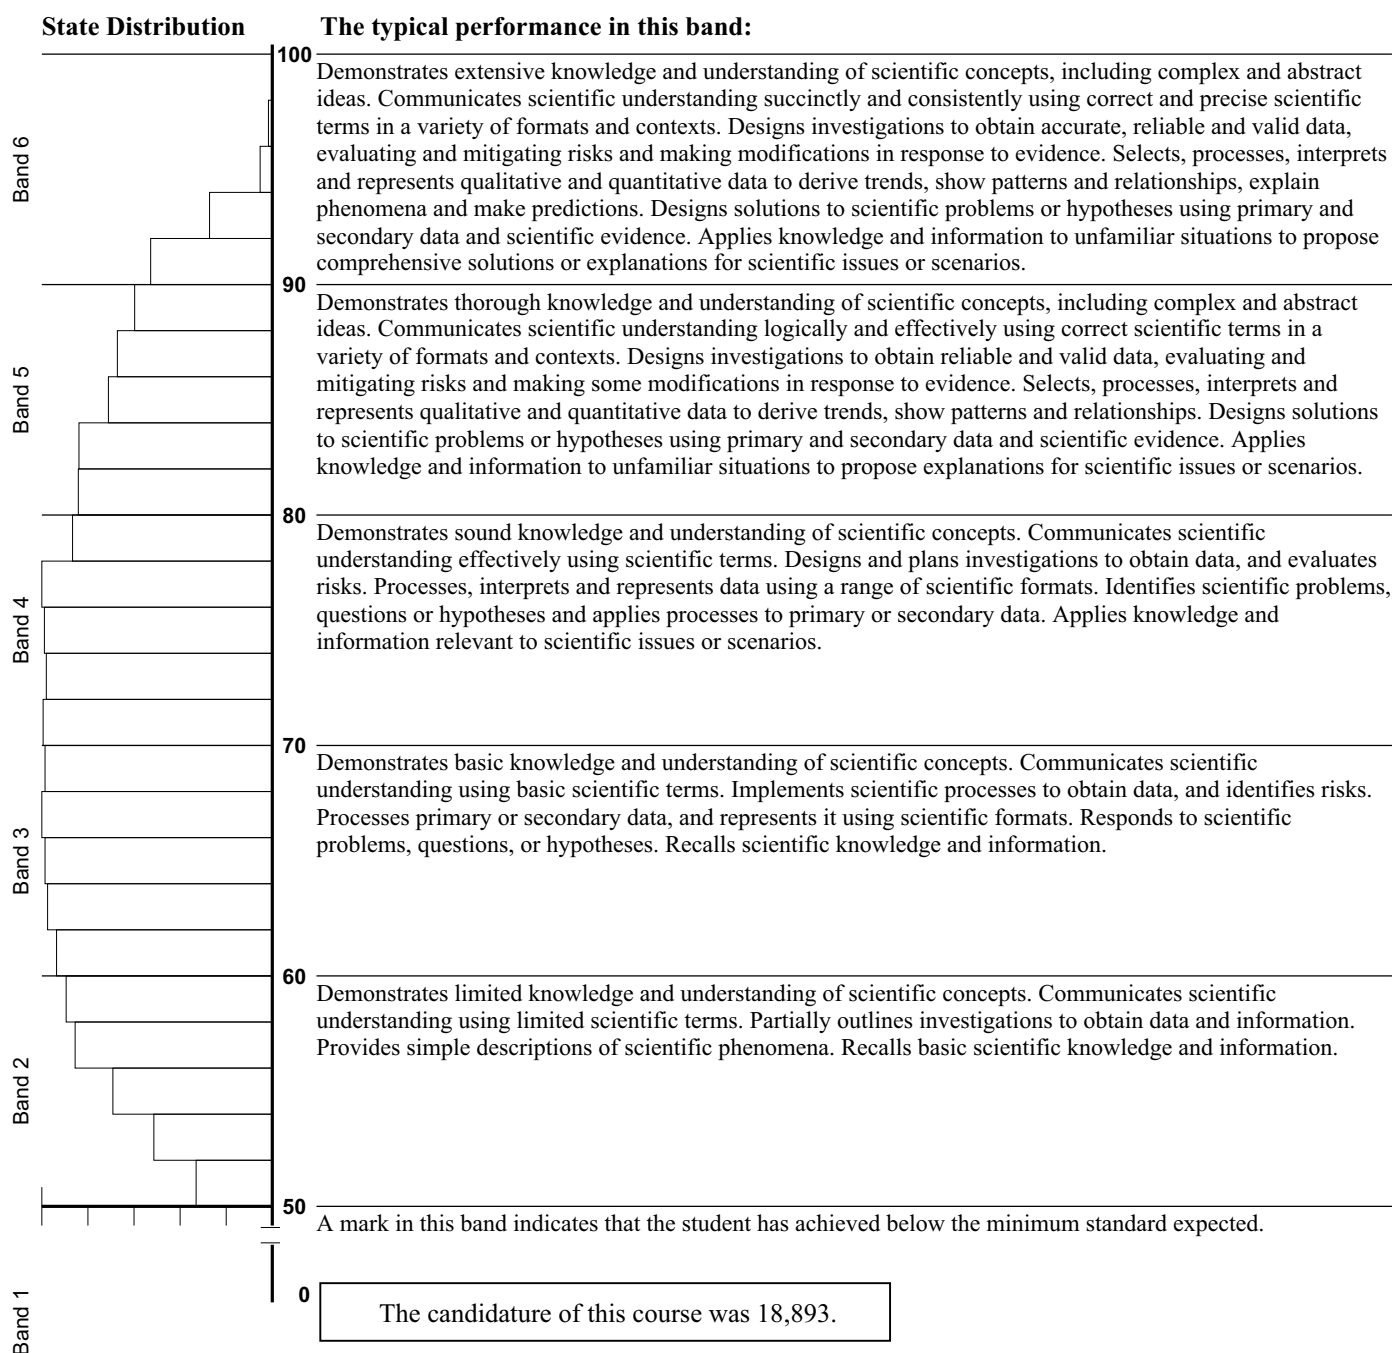 State Distribution
The typical performance in this band:
100
Band 6
Demonstrates extensive knowledge and understanding of scientific concepts, including complex and abstract
ideas. Communicates scientific understanding succinctly and consistently using correct and precise scientific
terms in a variety of formats and contexts. Designs investigations to obtain accurate, reliable and valid data,
evaluating and mitigating risks and making modifications in response to evidence. Selects, processes, interprets
and represents qualitative and quantitative data to derive trends, show patterns and relationships, explain
phenomena and make predictions. Designs solutions to scientific problems or hypotheses using primary and
secondary data and scientific evidence. Applies knowledge and information to unfamiliar situations to propose
comprehensive solutions or explanations for scientific issues or scenarios.
90
Band 5
Demonstrates thorough knowledge and understanding of scientific concepts, including complex and abstract
ideas. Communicates scientific understanding logically and effectively using correct scientific terms in a
variety of formats and contexts. Designs investigations to obtain reliable and valid data, evaluating and
mitigating risks and making some modifications in response to evidence. Selects, processes, interprets and
represents qualitative and quantitative data to derive trends, show patterns and relationships. Designs solutions
to scientific problems or hypotheses using primary and secondary data and scientific evidence. Applies
knowledge and information to unfamiliar situations to propose explanations for scientific issues or scenarios.
80
Band 4
Demonstrates sound knowledge and understanding of scientific concepts. Communicates scientific
understanding effectively using scientific terms. Designs and plans investigations to obtain data, and evaluates
risks. Processes, interprets and represents data using a range of scientific formats. Identifies scientific problems,
questions or hypotheses and applies processes to primary or secondary data. Applies knowledge and
information relevant to scientific issues or scenarios.
70
Band 3
Demonstrates basic knowledge and understanding of scientific concepts. Communicates scientific
understanding using basic scientific terms. Implements scientific processes to obtain data, and identifies risks.
Processes primary or secondary data, and represents it using scientific formats. Responds to scientific
problems, questions, or hypotheses. Recalls scientific knowledge and information.
60
Band 2
Demonstrates limited knowledge and understanding of scientific concepts. Communicates scientific
understanding using limited scientific terms. Partially outlines investigations to obtain data and information.
Provides simple descriptions of scientific phenomena. Recalls basic scientific knowledge and information.
50
A mark in this band indicates that the student has achieved below the minimum standard expected.
Band 1
0
The candidature of this course was 18,893.